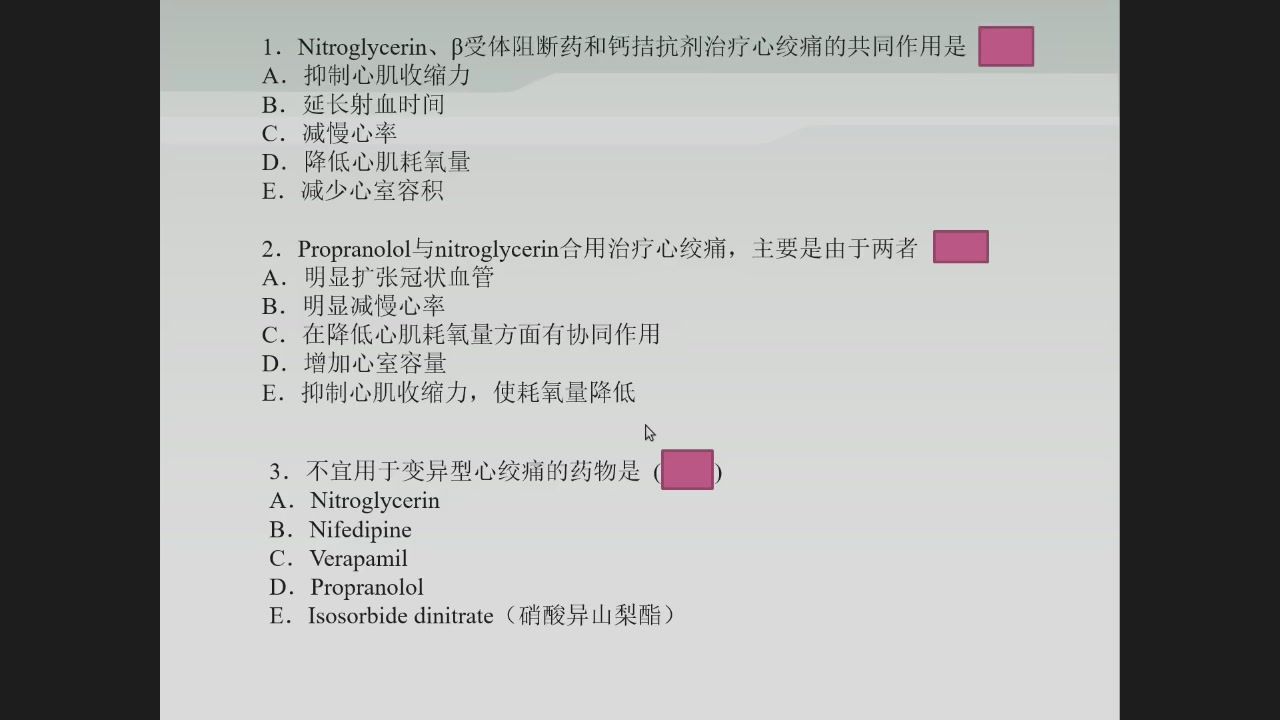 1．Nitroglycerin、β受体阻断药和钙拮抗剂治疗心绞痛的共同作用是
A．抑制心肌收缩力
B．延长射血时间
C．减慢心率
D．降低心肌耗氧量
E．减少心室容积
2．Propranolol与nitroglycerin合用治疗心绞痛，主要是由于两者
A．明显扩张冠状血管
B．明显减慢心率
C．在降低心肌耗氧量方面有协同作用
D．增加心室容量
E．抑制心肌收缩力，使耗氧量降低
3．不宜用于变异型心绞痛的药物是 ( )
A．Nitroglycerin
B．Nifedipine
C．Verapamil
D．Propranolol
E．Isosorbide dinitrate（硝酸异山梨酯）